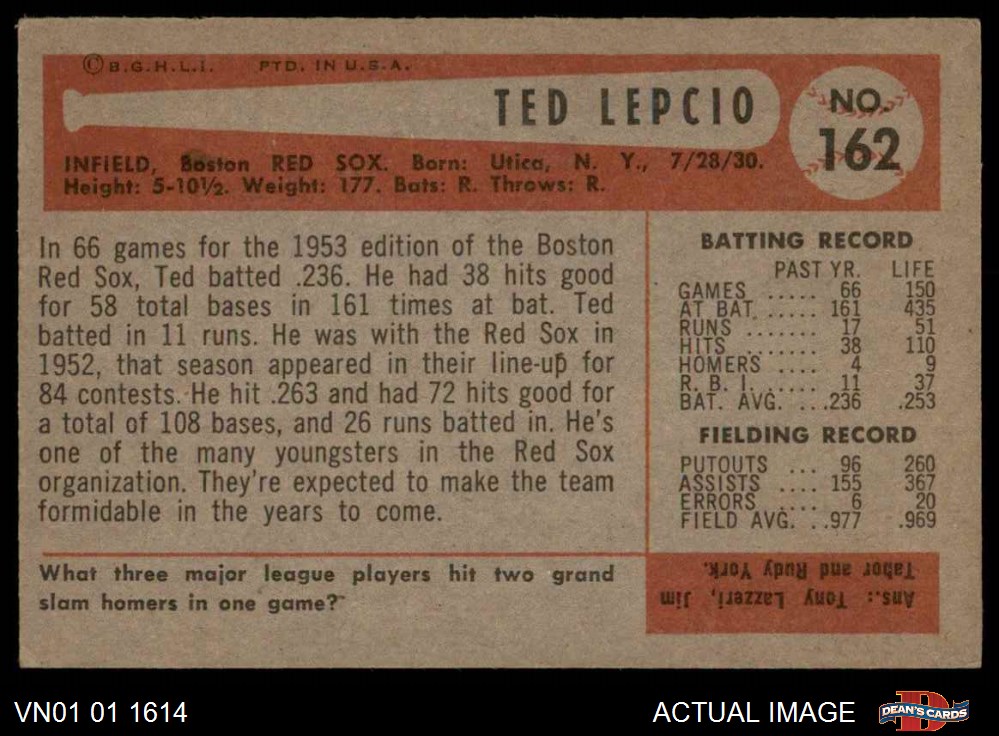 ©B.G.H.L.I. PTD. IN U.S.A.
TED LEPCIO
NO.
162
INFIELD, Boston RED SOX. Born: Utica, N. Y., 7/28/30.
Height: 5-10½. Weight: 177. Bats: R. Throws: R.
In 66 games for the 1953 edition of the Boston
Red Sox, Ted batted .236. He had 38 hits good
for 58 total bases in 161 times at bat. Ted
batted in 11 runs. He was with the Red Sox in
1952, that season appeared in their line-up for
84 contests. He hit .263 and had 72 hits good for
a total of 108 bases, and 26 runs batted in. He's
one of the many youngsters in the Red Sox
organization. They're expected to make the team
formidable in the years to come.
BATTING RECORD
PAST YR. LIFE
GAMES ..... 66 150
AT BAT. ..... 161 435
RUNS ....... 17 51
HITS ........ 38 110
HOMERS .... 4 9
R. B. I. ...... 11 37
BAT. AVG. ... .236 .253
FIELDING RECORD
PUTOUTS ... 96 260
ASSISTS .... 155 367
ERRORS .... 6 20
FIELD AVG. . .977 .969
What three major league players hit two grand
slam homers in one game?
Ans.: Tony Lazzeri, Jim
Tabor and Rudy York.
VN01 01 1614
ACTUAL IMAGE
DEAN'S CARDS